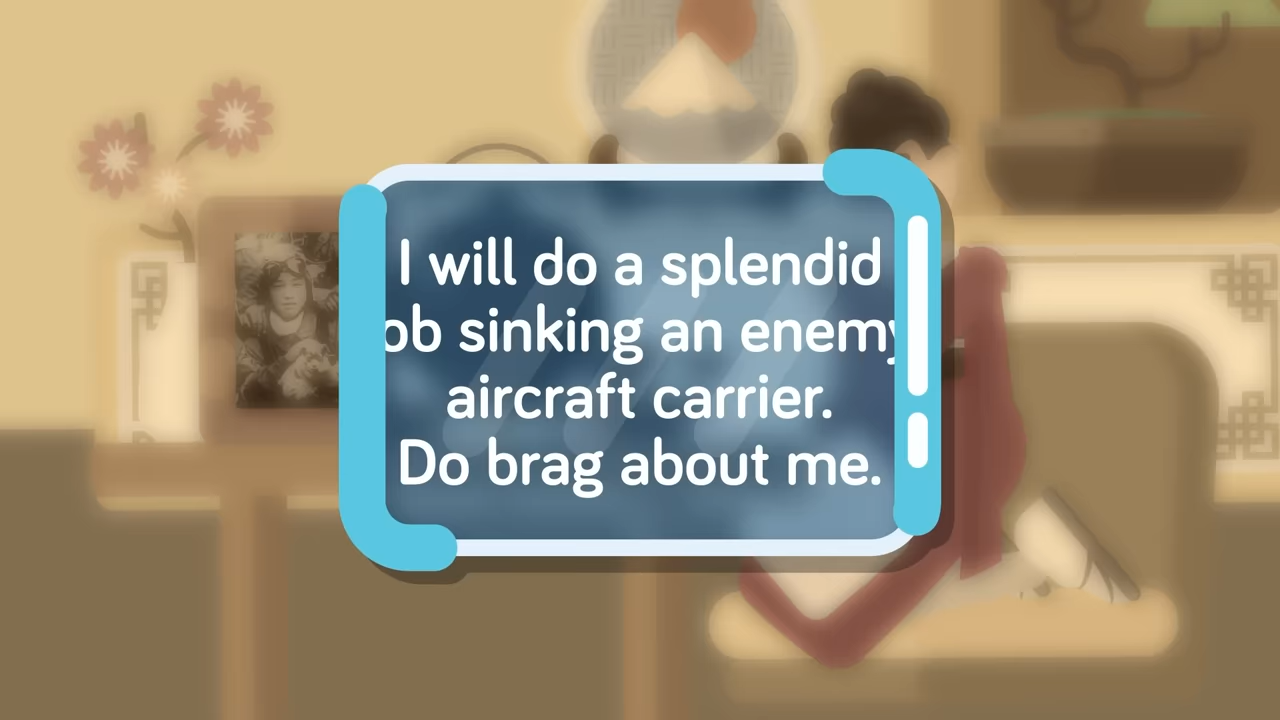 I will do a splendid
ob sinking an enemy
aircraft carrier.
Do brag about me.